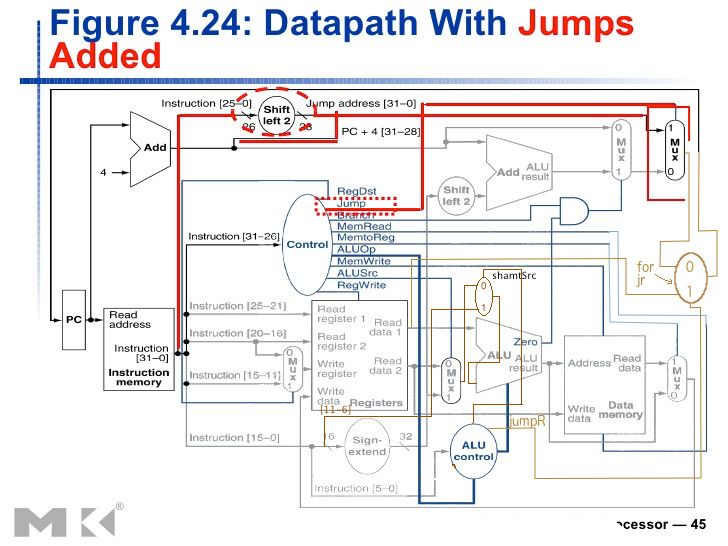 Figure 4.24: Datapath With Jumps
Added
Instruction [25–0]
Shift
left 2
Jump address [31–0]
26
28
PC + 4 [31–28]
Add
4
0
M
u
x
1
1
M
u
x
0
Add
ALU
result
Shift
left 2
RegDst
Jump
Branch
MemRead
MemtoReg
ALUOp
MemWrite
ALUSrc
RegWrite
Instruction [31–26]
Control
for
jr
0
1
shamtSrc
0
1
PC
Read
address
Instruction
[31–0]
Instruction
memory
Instruction [25–21]
Instruction [20–16]
Instruction [15–11]
0
M
u
x
1
Read
register 1
Read
register 2
Write
register
Write
data
Read
data 1
Read
data 2
Registers
[11-6]
0
M
u
x
1
Zero
ALU
ALU
result
Address
Read
data
Write
data
Data
memory
1
M
u
x
0
jumpR
Instruction [15–0]
16
Sign-
extend
32
ALU
control
Instruction [5–0]
MK®
cessor — 45